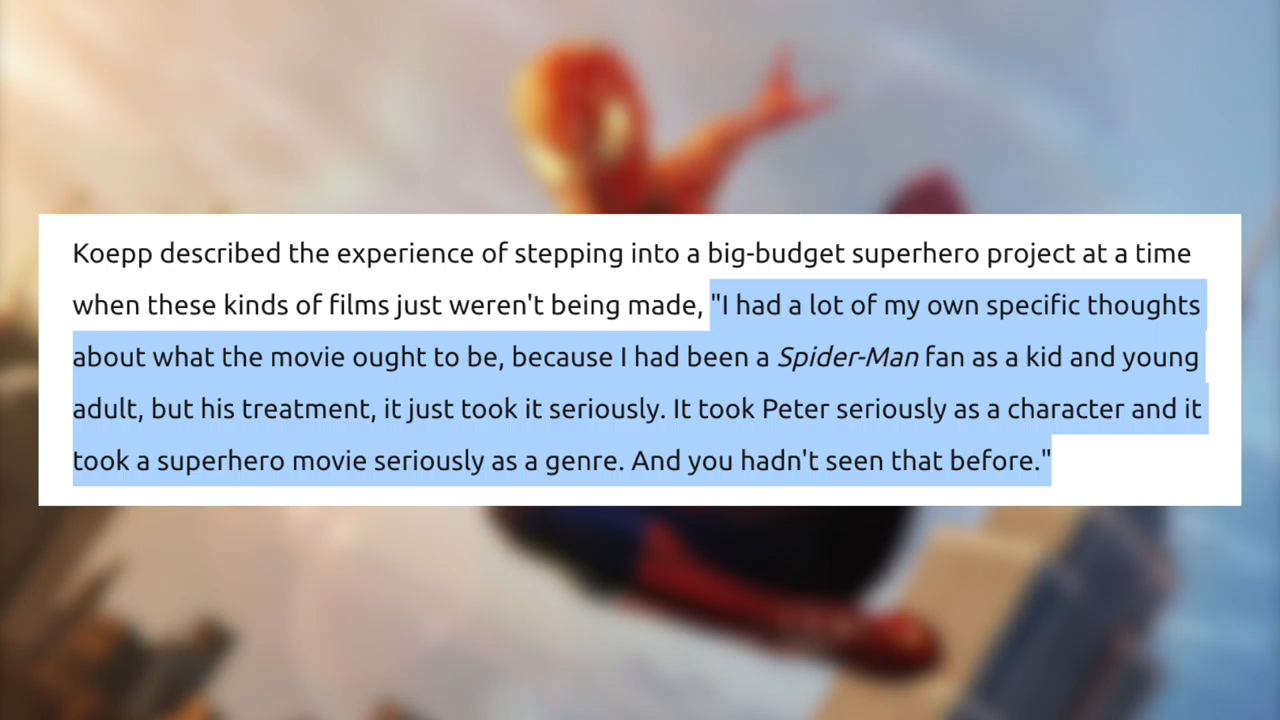 Koepp described the experience of stepping into a big-budget superhero project at a time
when these kinds of films just weren't being made, "I had a lot of my own specific thoughts
about what the movie ought to be, because I had been a Spider-Man fan as a kid and young
adult, but his treatment, it just took it seriously. It took Peter seriously as a character and it
took a superhero movie seriously as a genre. And you hadn't seen that before."